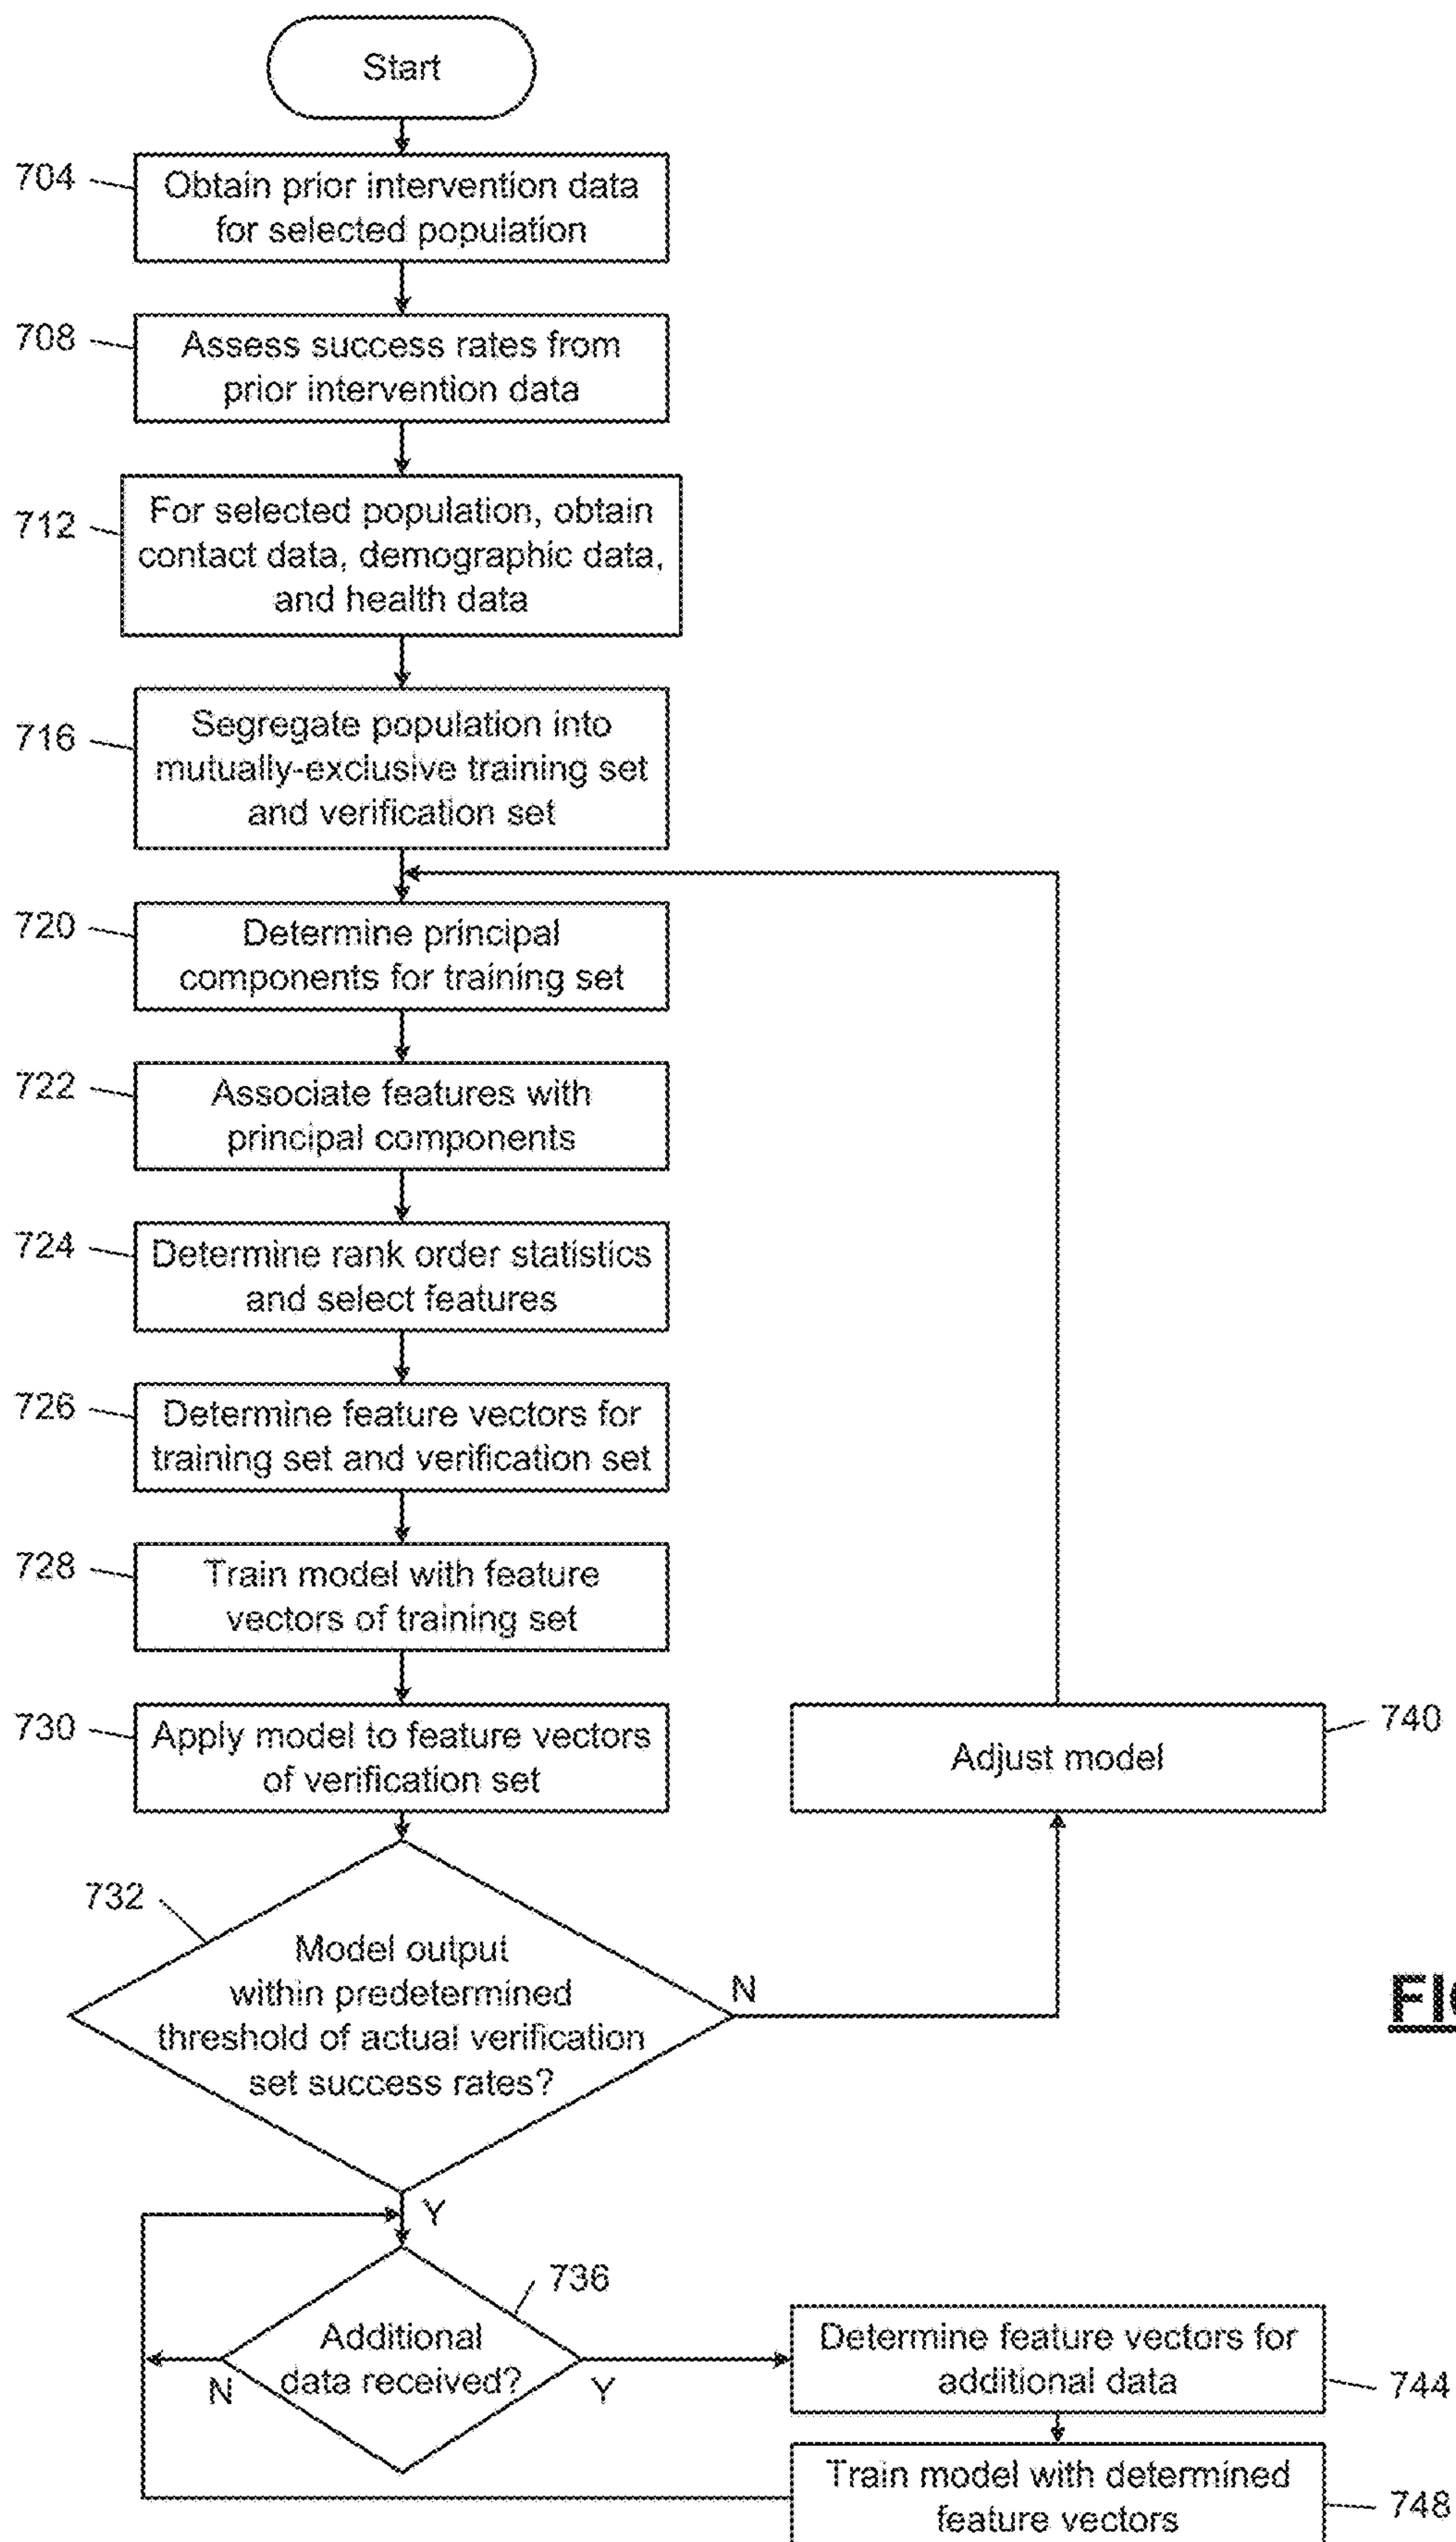 Start
704
Obtain prior intervention data
for selected population
708
Assess success rates from
prior intervention data
712
For selected population, obtain
contact data, demographic data,
and health data
716
Segregate population into
mutually-exclusive training set
and verification set
720
Determine principal
components for training set
722
Associate features with
principal components
724
Determine rank order statistics
and select features
726
Determine feature vectors for
training set and verification set
728
Train model with feature
vectors of training set
730
Apply model to feature vectors
of verification set
740
Adjust model
732
Model output
within predetermined
threshold of actual verification
set success rates?
N
Y
736
Additional
data received?
N
Y
Determine feature vectors for
additional data
744
Train model with determined
feature vectors
748